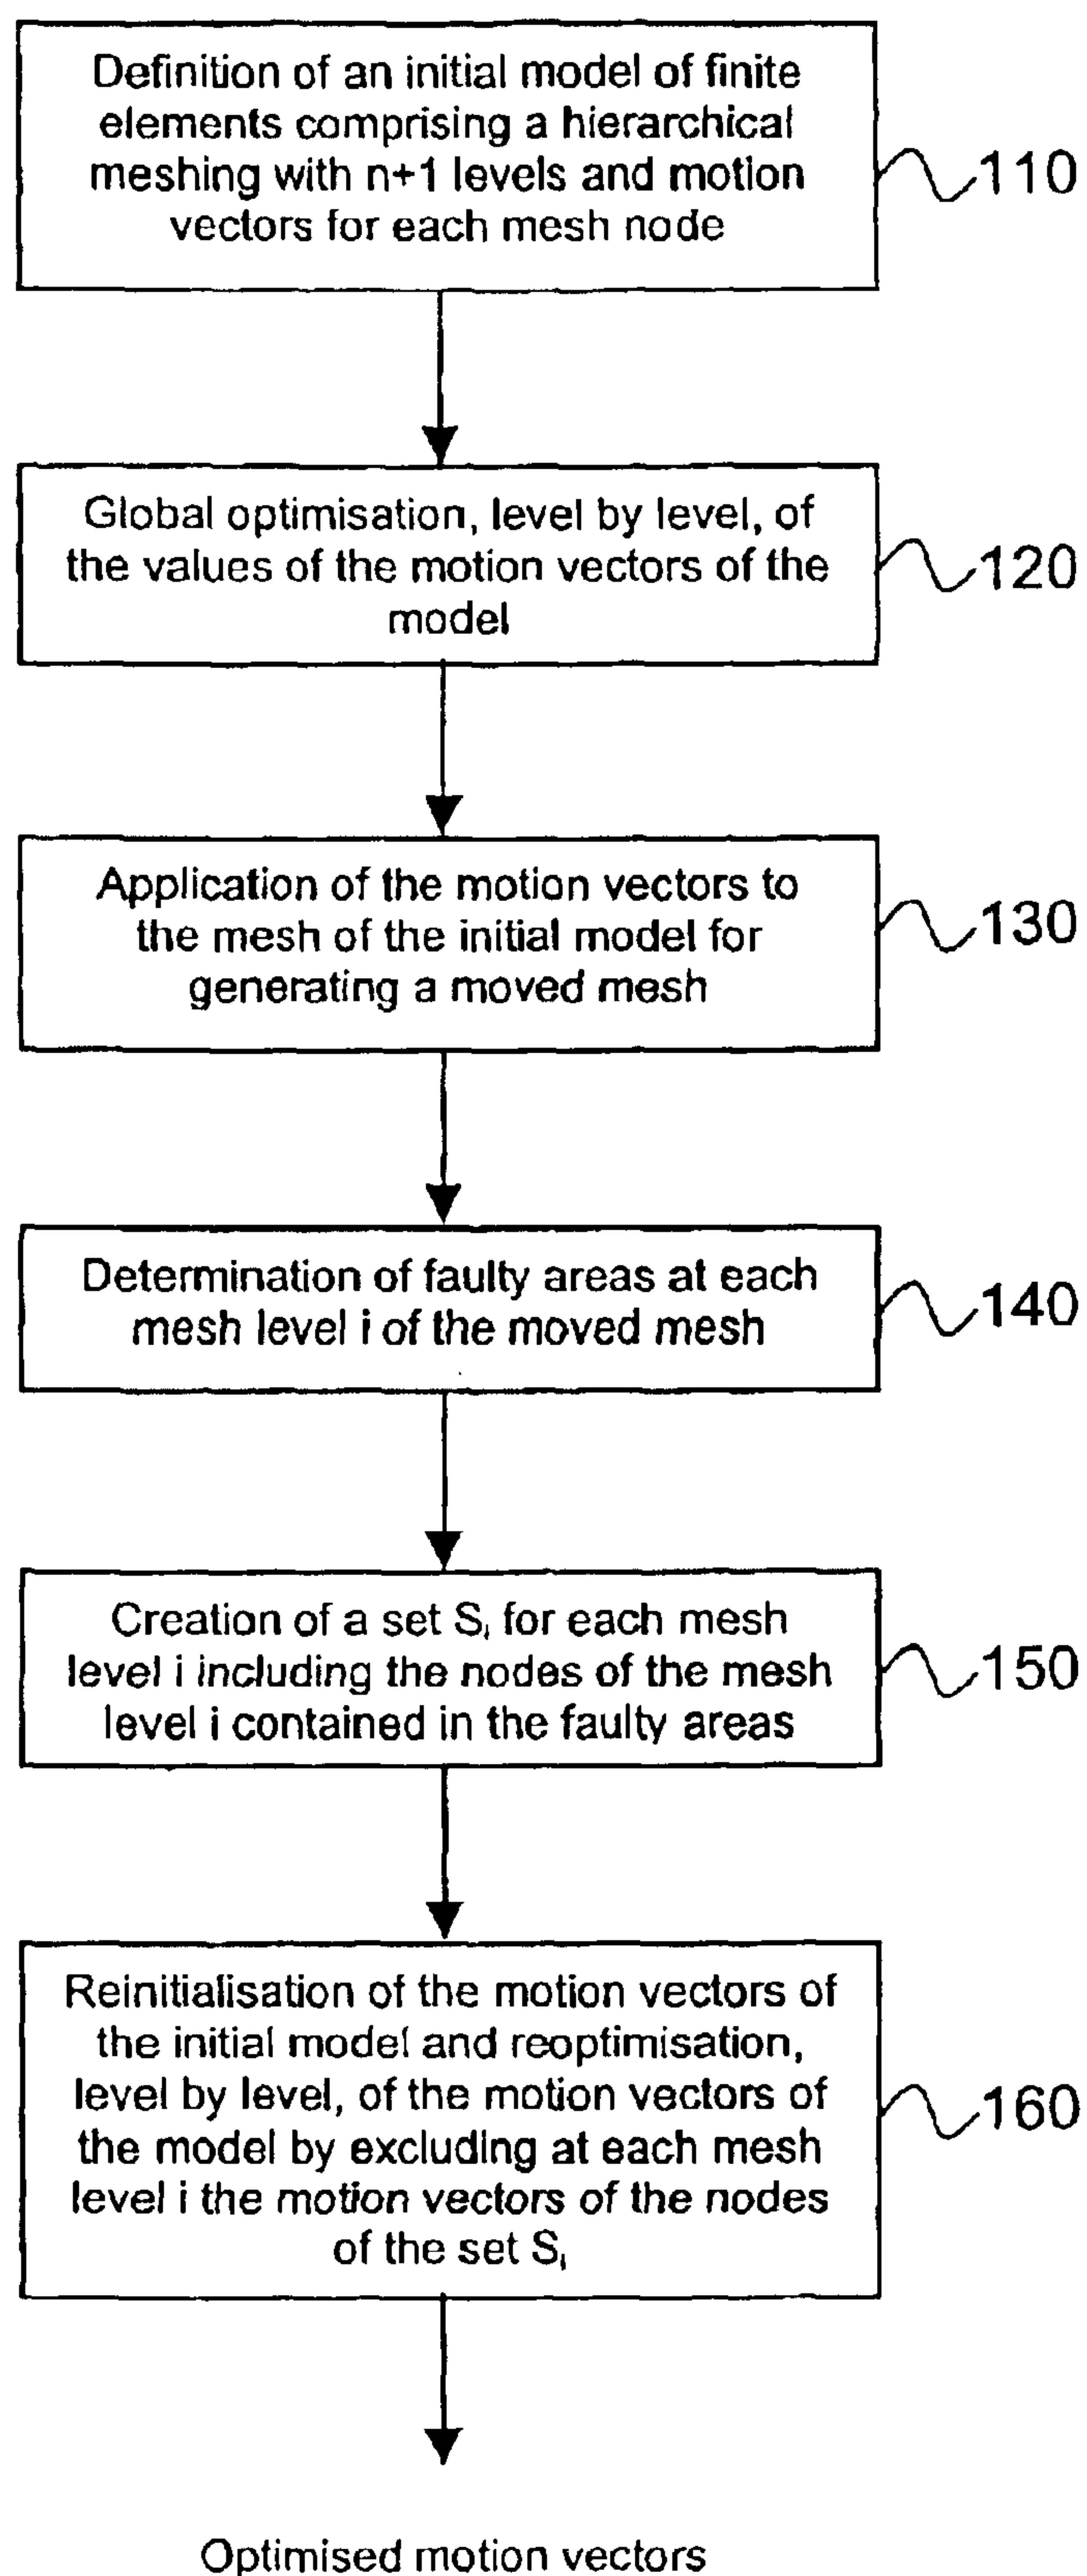 Definition of an initial model of finite
elements comprising a hierarchical
meshing with n+1 levels and motion
vectors for each mesh node
110
Global optimisation, level by level, of
the values of the motion vectors of the
model
120
Application of the motion vectors to
the mesh of the initial model for
generating a moved mesh
130
Determination of faulty areas at each
mesh level i of the moved mesh
140
Creation of a set Sᵢ for each mesh
level i including the nodes of the mesh
level i contained in the faulty areas
150
Reinitialisation of the motion vectors of
the initial model and reoptimisation,
level by level, of the motion vectors of
the model by excluding at each mesh
level i the motion vectors of the nodes
of the set Sᵢ
160
Optimised motion vectors